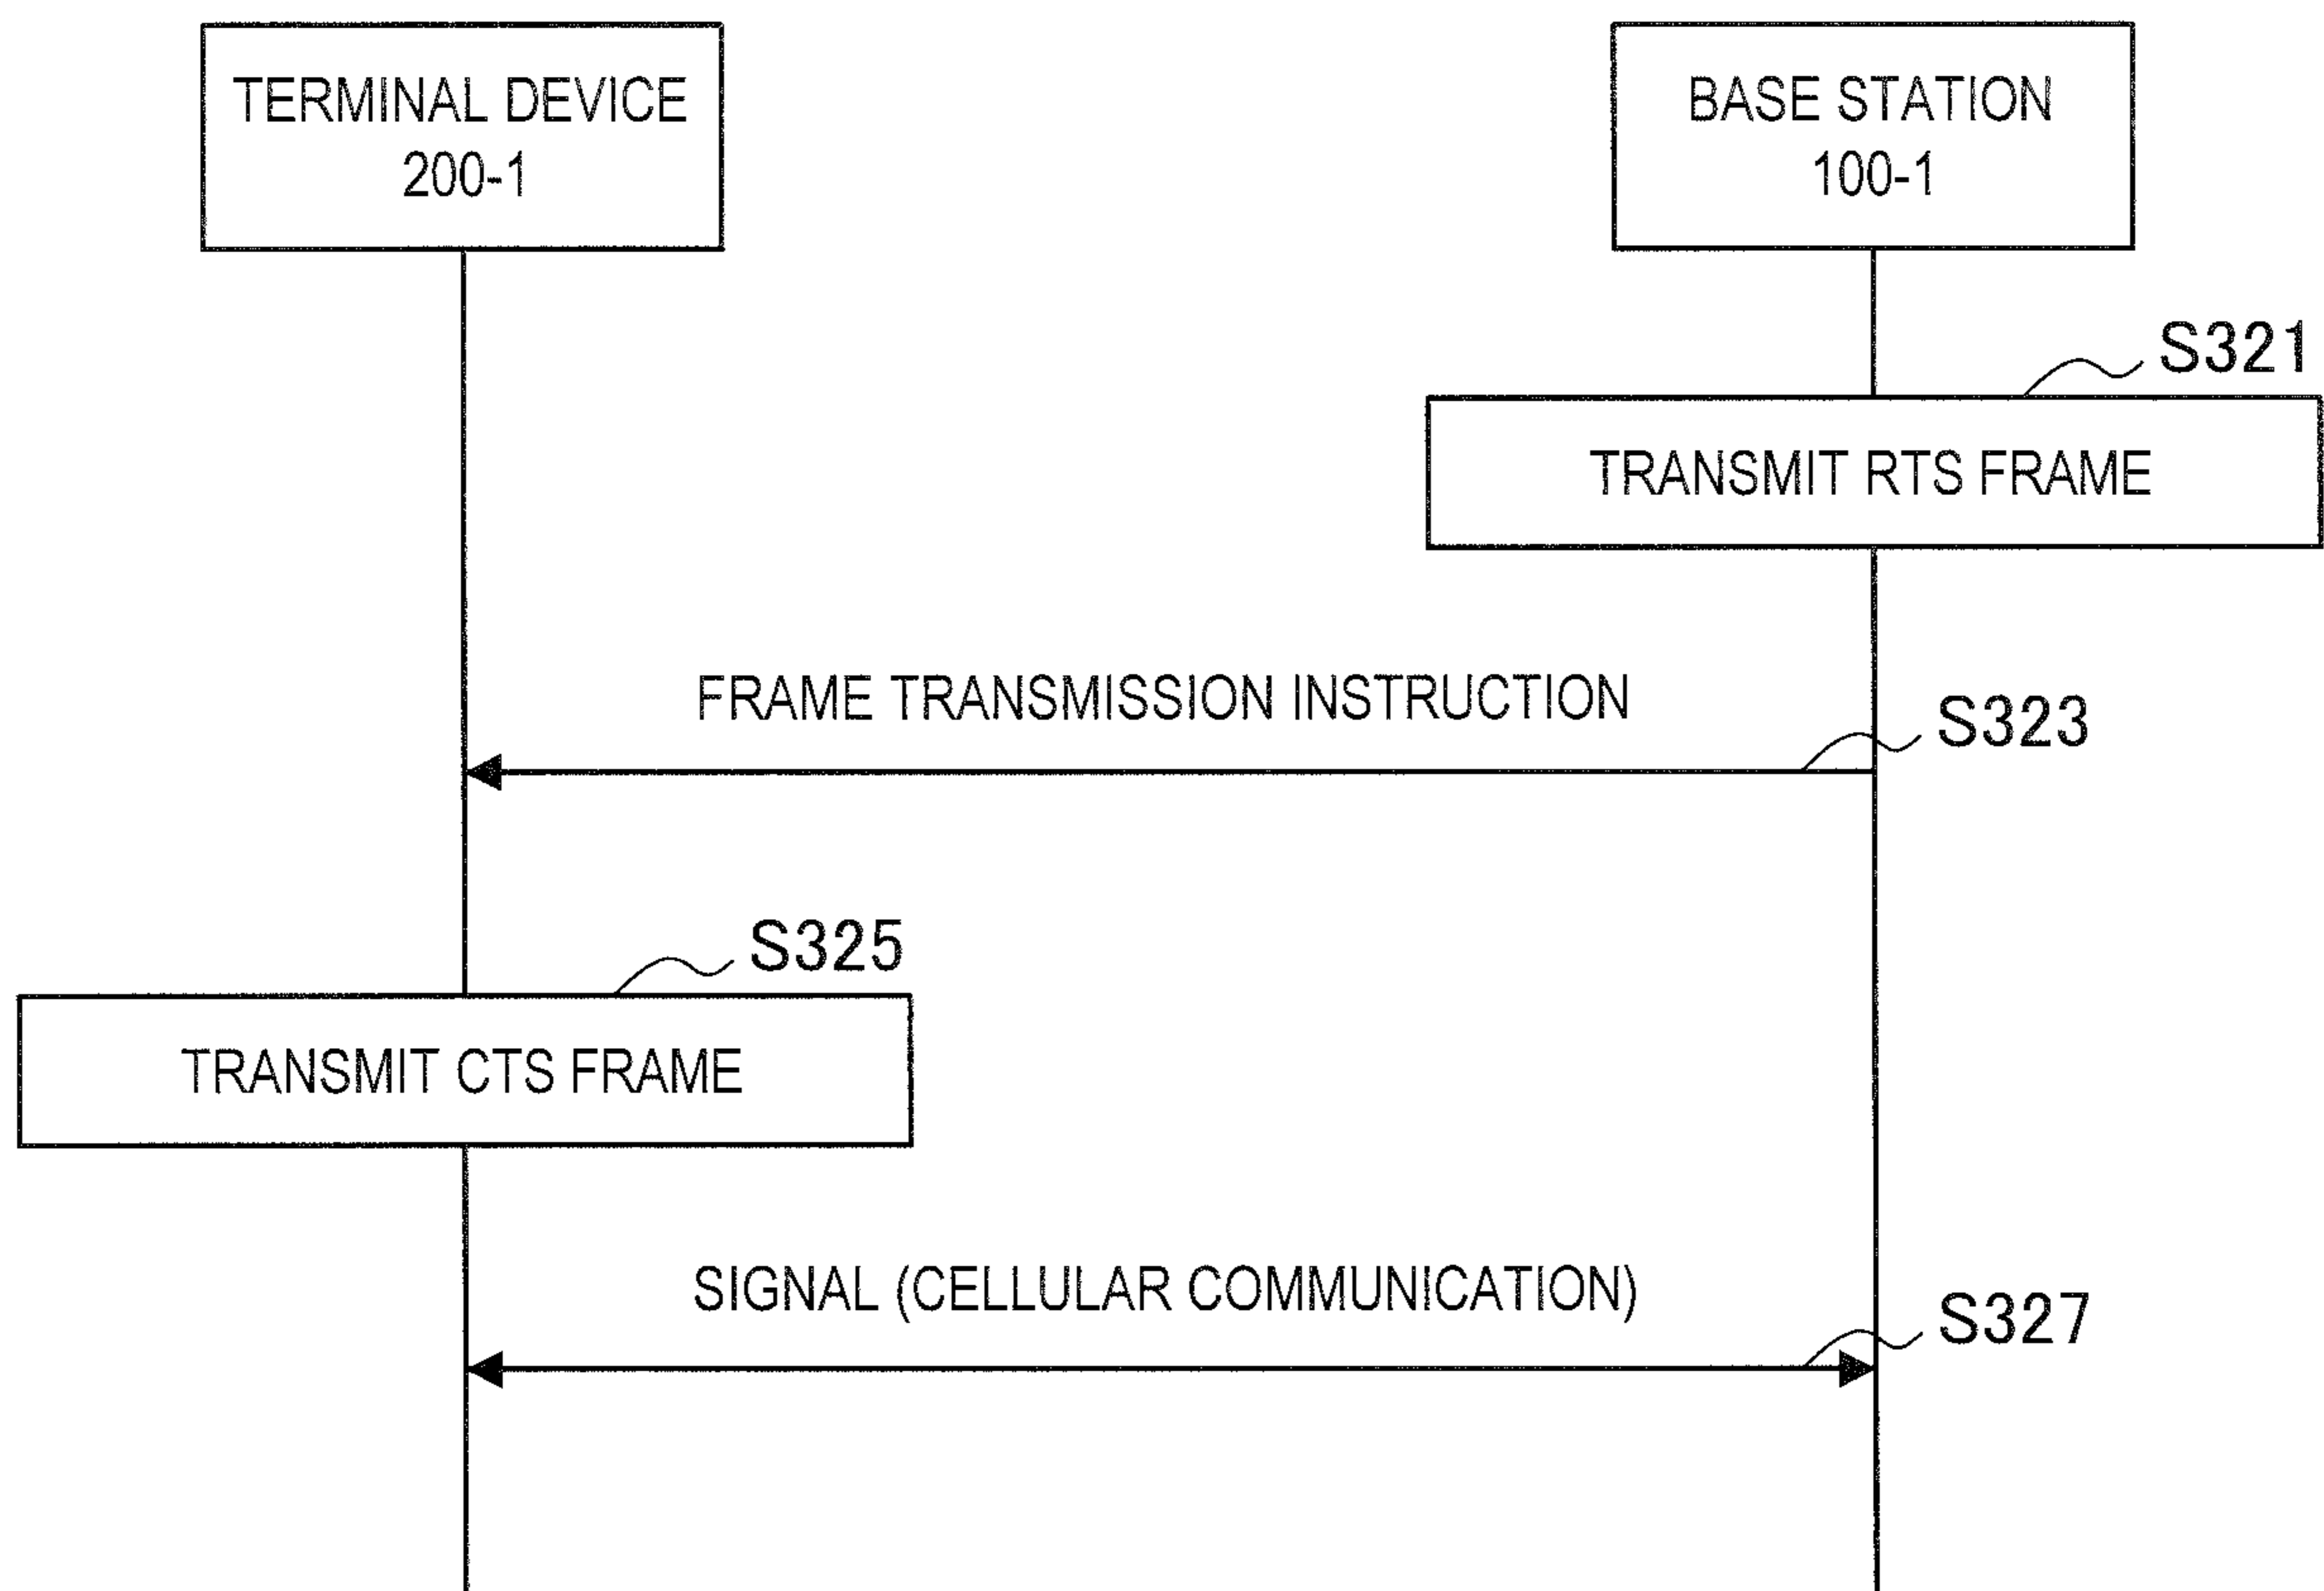 TERMINAL DEVICE
200-1
BASE STATION
100-1
S321
TRANSMIT RTS FRAME
FRAME TRANSMISSION INSTRUCTION
S323
S325
TRANSMIT CTS FRAME
SIGNAL (CELLULAR COMMUNICATION)
S327